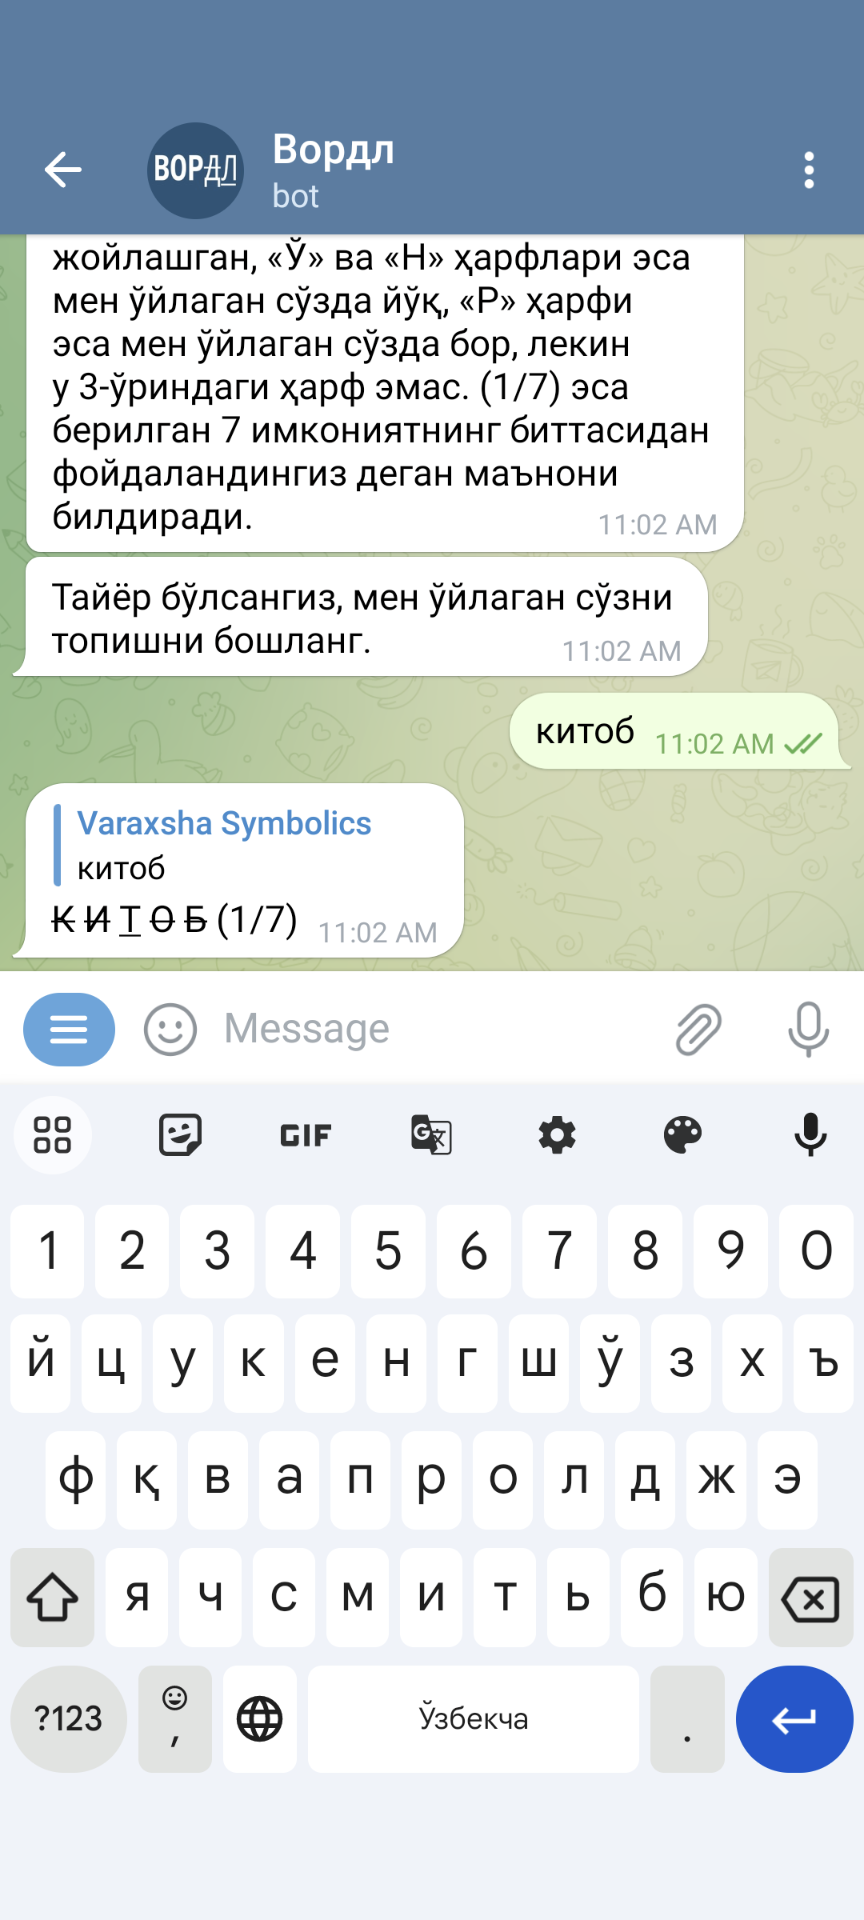 ВОРДЛ
Вордл
bot
жойлашган, «Ў» ва «Н» ҳарфлари эса
мен ўйлаган сўзда йўқ, «Р» ҳарфи
эса мен ўйлаган сўзда бор, лекин
у 3-ўриндаги ҳарф эмас. (1/7) эса
берилган 7 имкониятнинг биттасидан
фойдаландингиз деган маънони
билдиради.
11:02 AM
Тайёр бўлсангиз, мен ўйлаган сўзни
топишни бошланг.
11:02 AM
китоб
11:02 AM
Varaxsha Symbolics
китоб
К И Т О Б (1/7)
11:02 AM
Message
GIF
1 2 3 4 5 6 7 8 9 0
й ц у к е н г ш ў з х ъ
ф қ в а п р о л д ж э
я ч с м и т ь б ю
?123 , Ўзбекча .